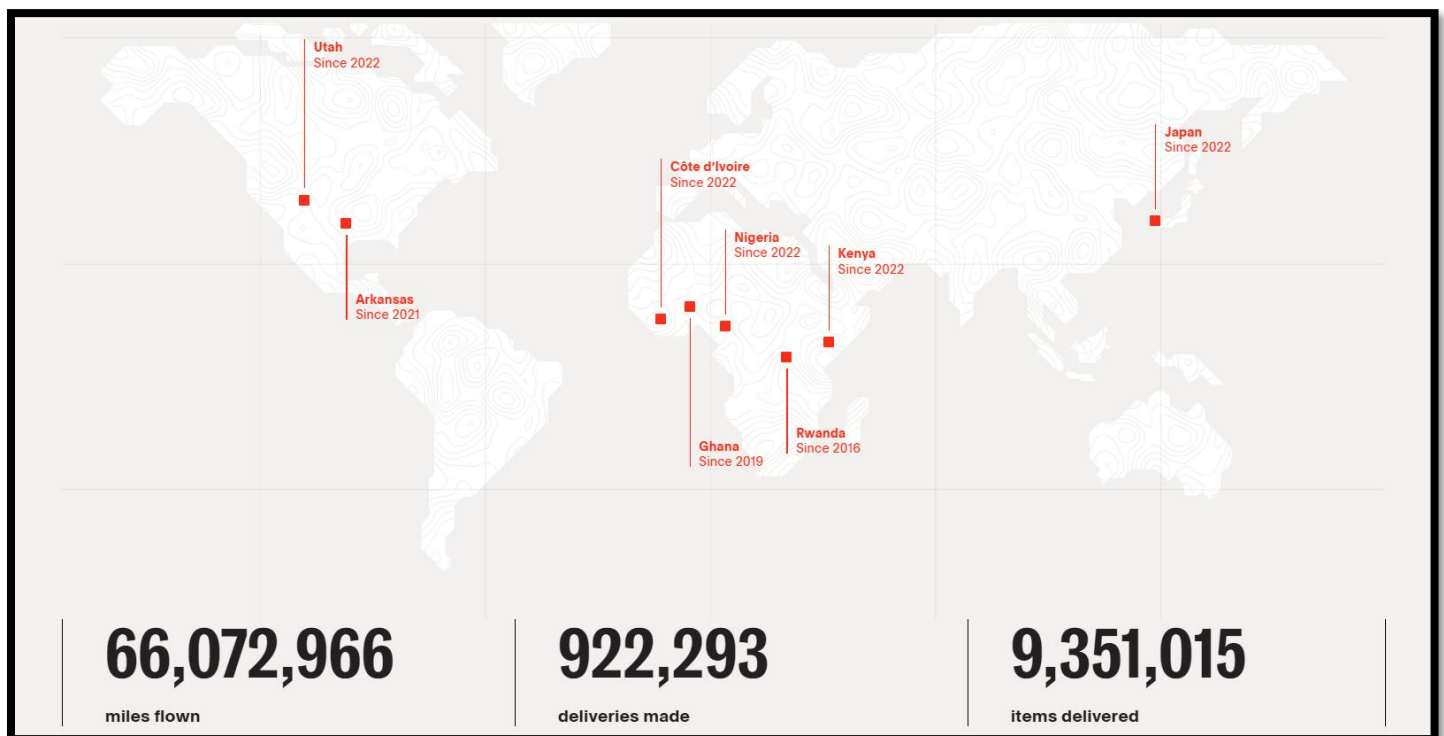 Utah
Since 2022
Japan
Since 2022
Côte d’Ivoire
Since 2022
Nigeria
Since 2022
Kenya
Since 2022
Arkansas
Since 2021
Rwanda
Since 2016
Ghana
Since 2019
66,072,966
miles flown
922,293
deliveries made
9,351,015
items delivered